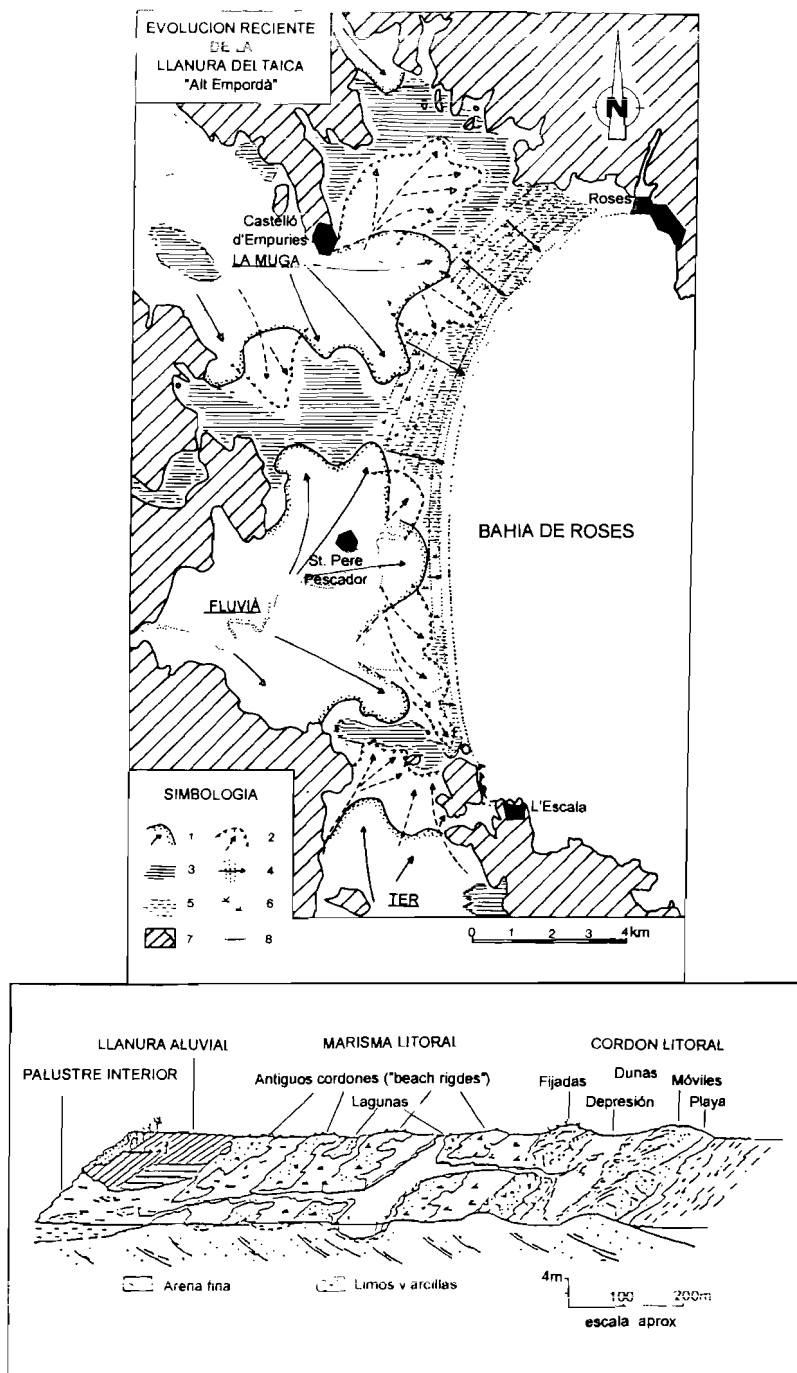 EVOLUCION RECIENTE
DE LA
LLANURA DELTAICA
"Alt Empordà"
N
Roses
Castelló
d'Empuries
LA MUGA
BAHIA DE ROSES
St. Pere
Pescador
FLUVIÀ
L'Escala
TER
SIMBOLOGIA
1 2
3 4
5 6
7 8
0 1 2 3 4 km
LLANURA ALUVIAL MARISMA LITORAL CORDON LITORAL
PALUSTRE INTERIOR
Antiguos cordones ("beach rigdes")
Lagunas
Fijadas Dunas Móviles
Depresión Playa
Arena fina Limos y arcillas
4m
100 200m
escala aprox